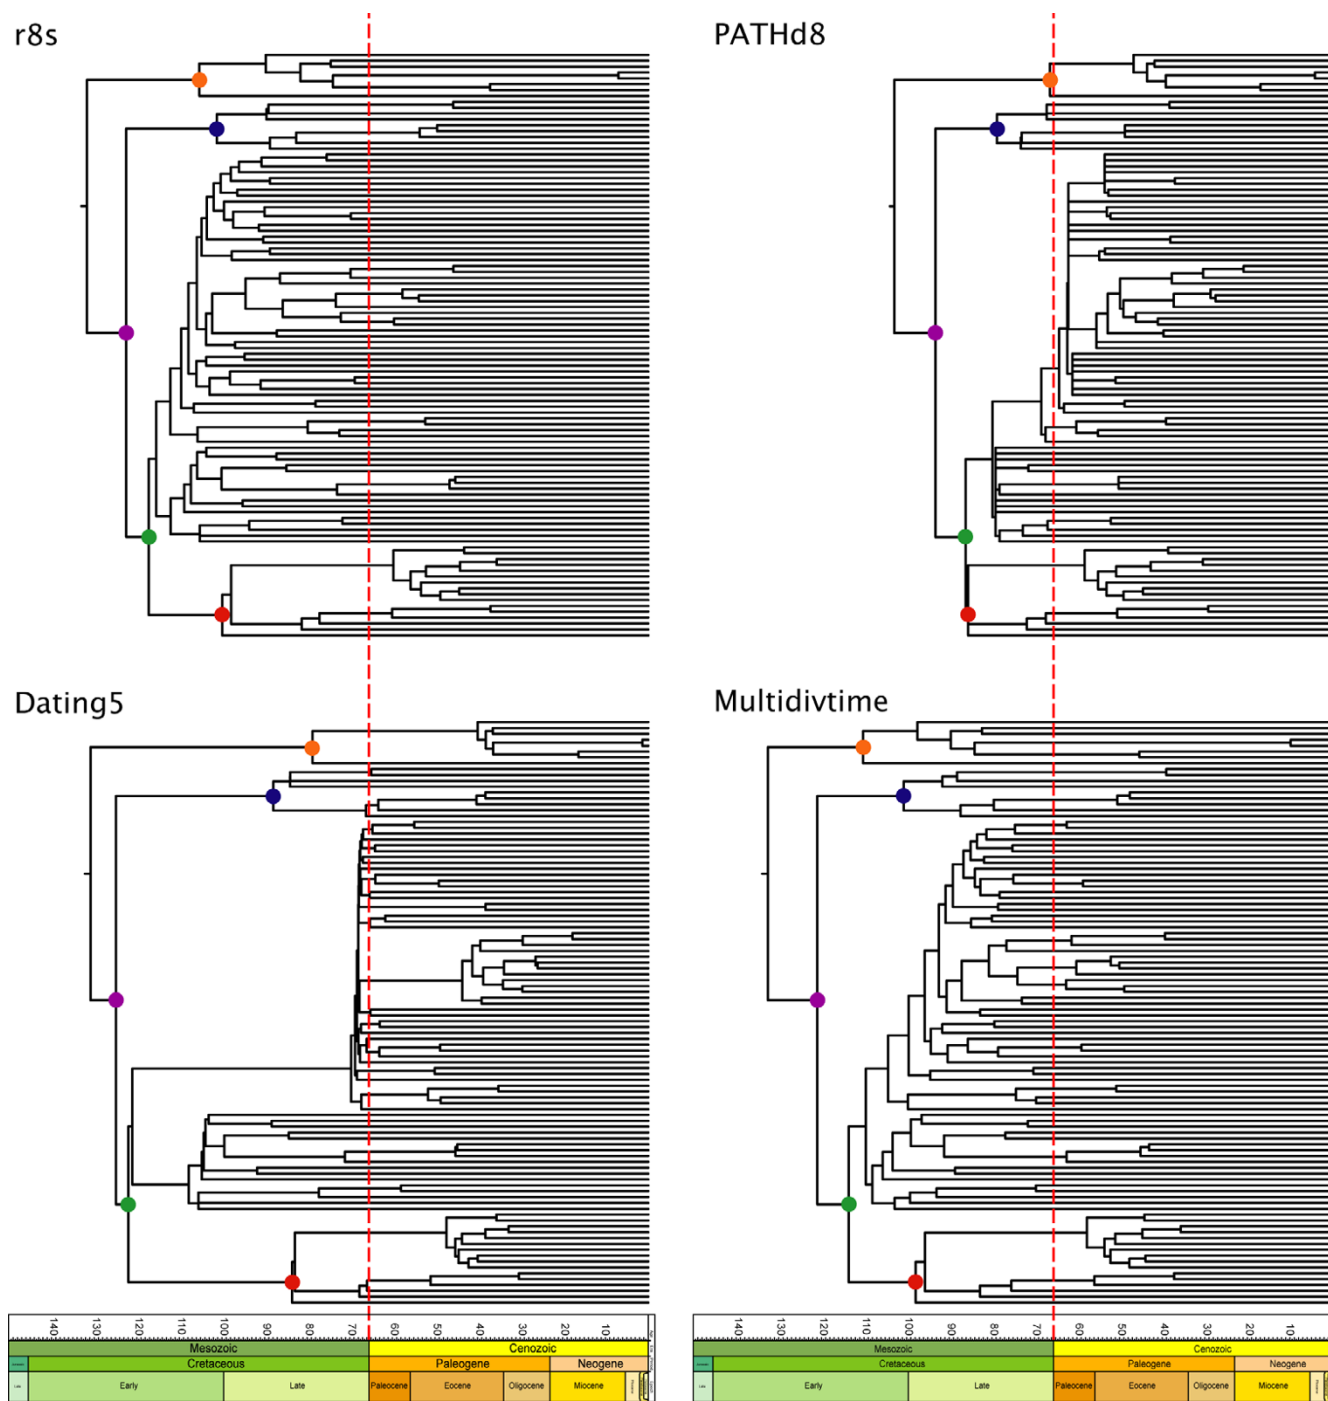 r8s PATHd8
Dating5 Multidivtime
140 130 120 110 100 90 80 70 60 50 40 30 20 10 140 130 120 110 100 90 80 70 60 50 40 30 20 10
Mesozoic Cenozoic Mesozoic Cenozoic
Cretaceous Paleogene Neogene Cretaceous Paleogene Neogene
Late Early Late Paleocene Eocene Oligocene Miocene Late Early Late Paleocene Eocene Oligocene Miocene